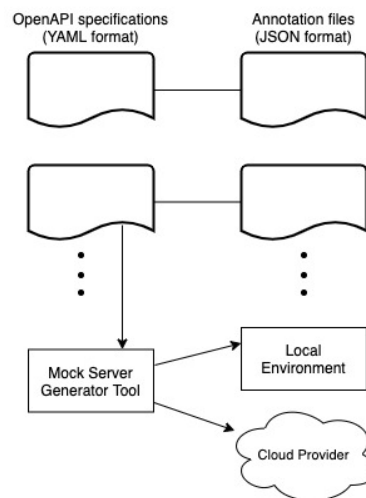 OpenAPI specifications
(YAML format)
Annotation files
(JSON format)
Mock Server
Generator Tool
Local
Environment
Cloud Provider